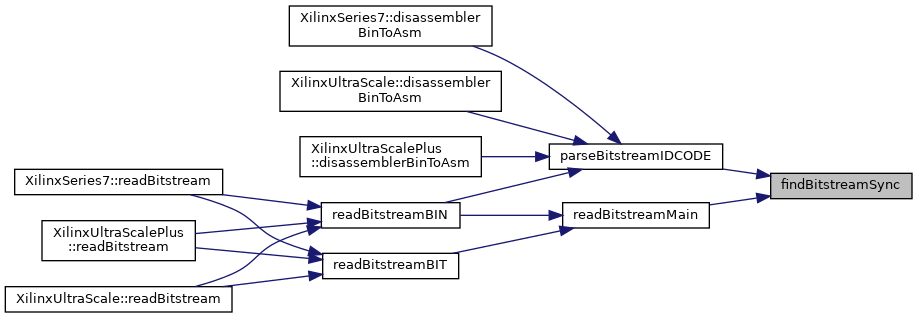 XilinxSeries7::disassembler
BinToAsm
XilinxUltraScale::disassembler
BinToAsm
XilinxUltraScalePlus
::disassemblerBinToAsm
parseBitstreamIDCODE
findBitstreamSync
XilinxSeries7::readBitstream
readBitstreamBIN
readBitstreamMain
XilinxUltraScalePlus
::readBitstream
readBitstreamBIT
XilinxUltraScale::readBitstream